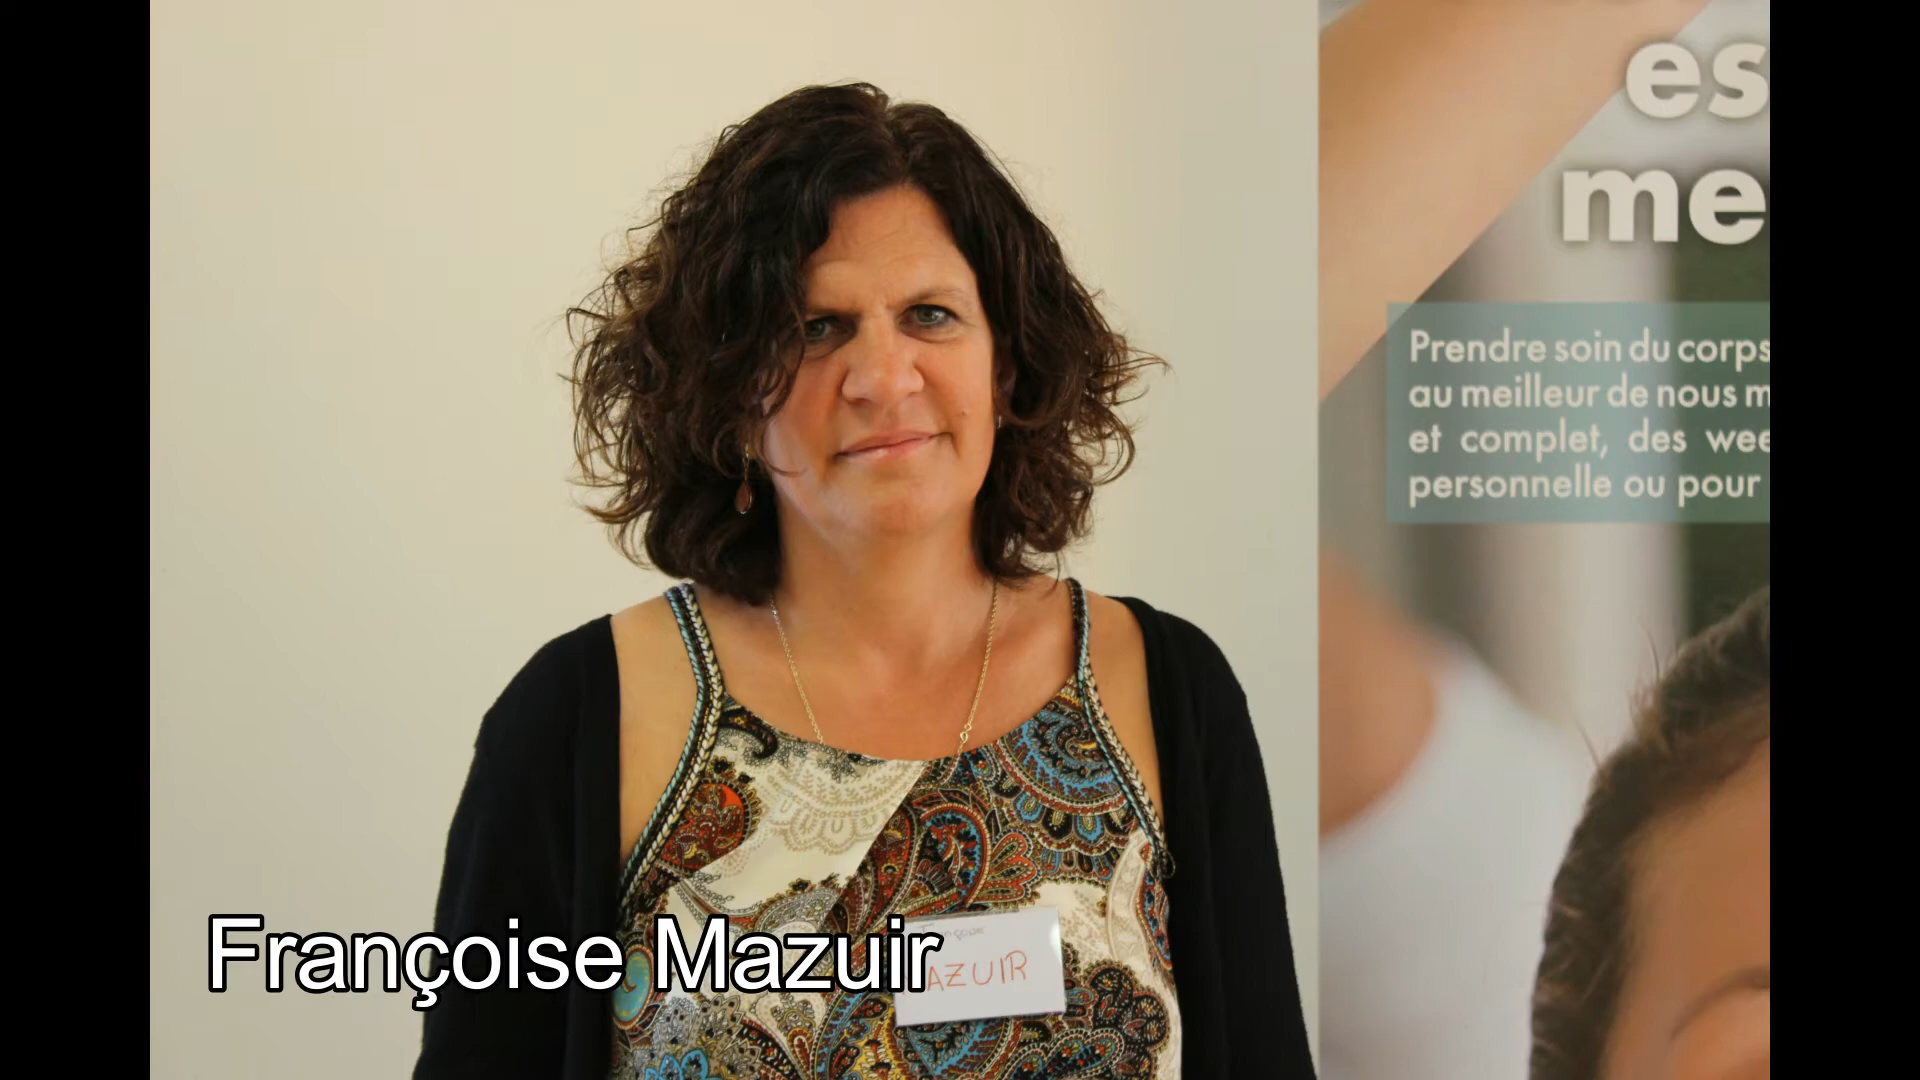 es
me
Prendre soin du corps
au meilleur de nous m
et complet, des wee
personnelle ou pour
Françoise Mazuir
Françoise
AZUIR